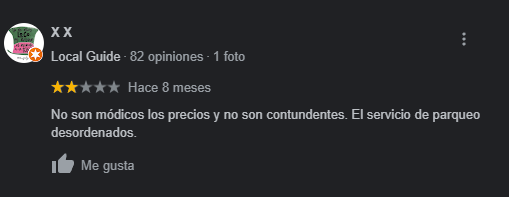 X X
Local Guide · 82 opiniones · 1 foto
Hace 8 meses
No son módicos los precios y no son contundentes. El servicio de parqueo
desordenados.
Me gusta